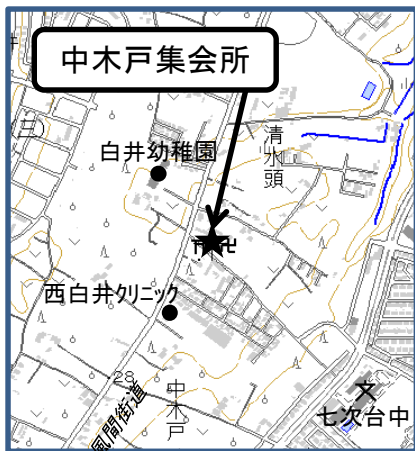 中木戸集会所
白井幼稚園
清水頭
西白井クリニック
28
中木戸
風間街道
七次台中